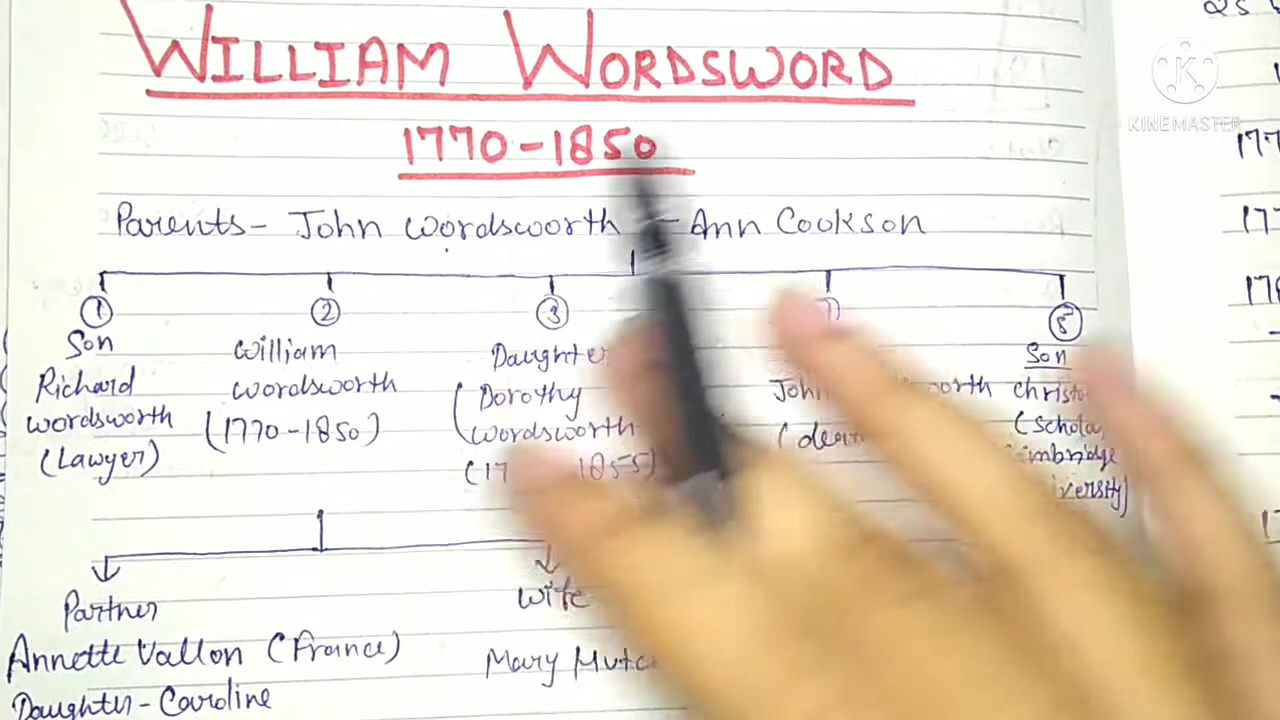 WILLIAM WORDSWORD
1770-1850
Parents- John wordsworth - Ann Cookson
① ② ③ ⑤
Son
Richard
wordsworth
(Lawyer)
William
wordsworth
(1770-1850)
Daughter
(Dorothy
wordsworth
1855)
John
Son
(scholar
Partner
Annette Vallon (France)
Daughter- Caroline
Wife
Mary
KINEMASTER
25